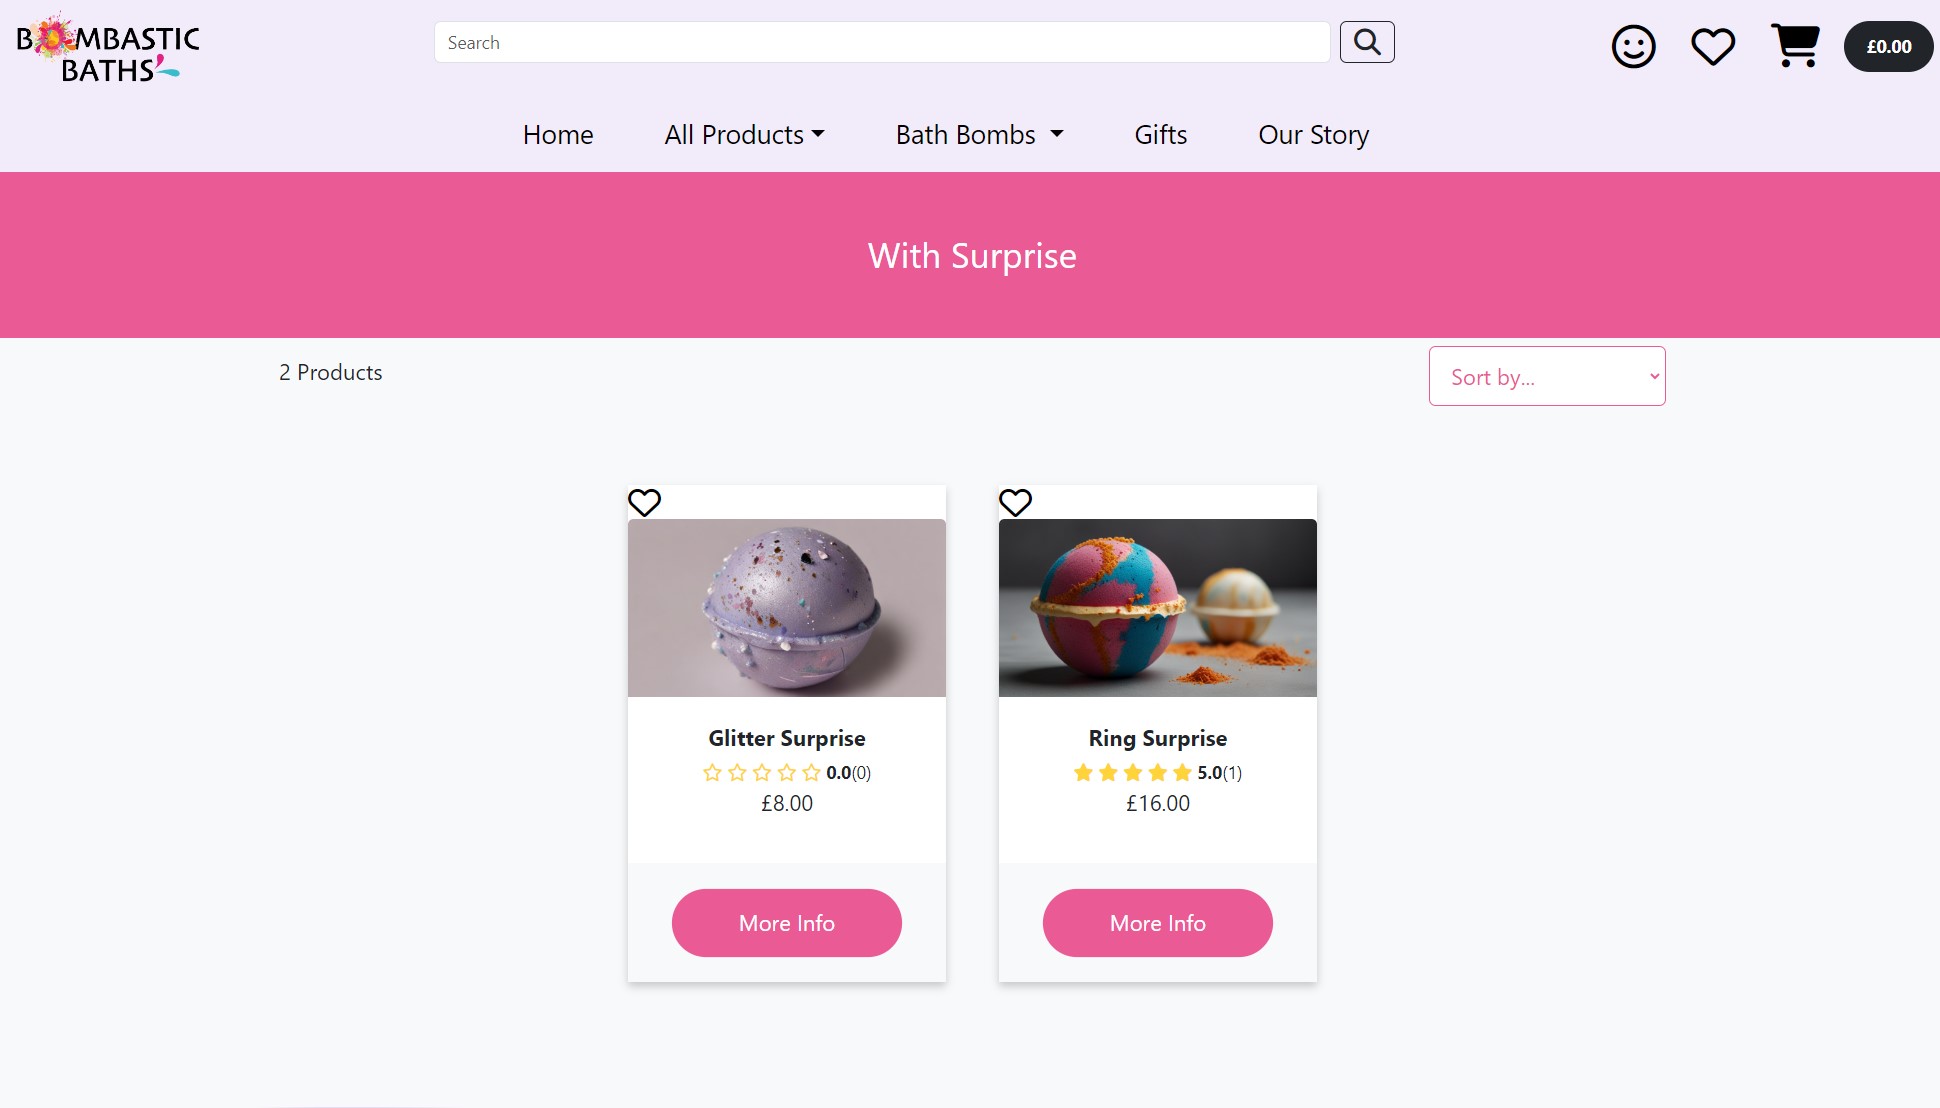 BOMBASTIC
BATHS
Search
£0.00
Home
All Products
Bath Bombs
Gifts
Our Story
With Surprise
2 Products
Sort by...
Glitter Surprise
0.0(0)
£8.00
More Info
Ring Surprise
5.0(1)
£16.00
More Info